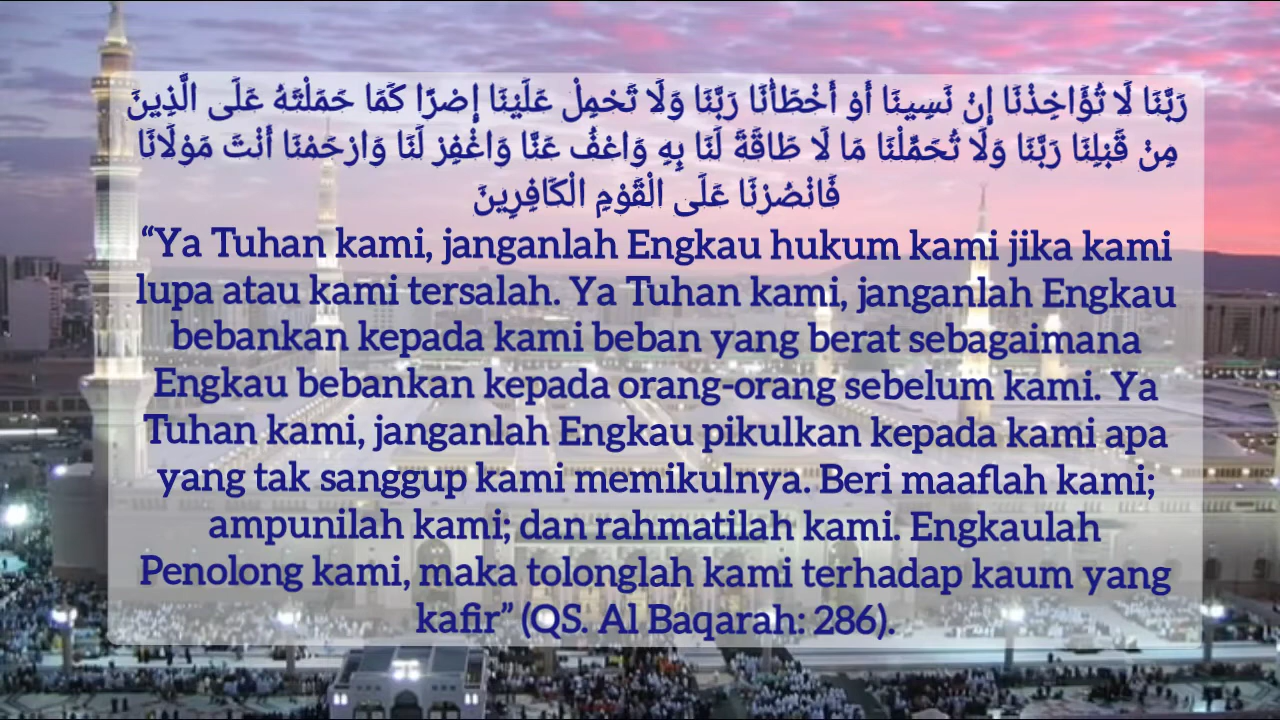 رَبَّنَا لَا تُؤَاخِذْنَا إِنْ نَسِينَا أَوْ أَخْطَأْنَا رَبَّنَا وَلَا تَحْمِلْ عَلَيْنَا إِصْرًا كَمَا حَمَلْتَهُ عَلَى الَّذِينَ
مِنْ قَبْلِنَا رَبَّنَا وَلَا تُحَمِّلْنَا مَا لَا طَاقَةَ لَنَا بِهِ وَاعْفُ عَنَّا وَاغْفِرْ لَنَا وَارْحَمْنَا أَنْتَ مَوْلَانَا
فَانْصُرْنَا عَلَى الْقَوْمِ الْكَافِرِينَ
“Ya Tuhan kami, janganlah Engkau hukum kami jika kami
lupa atau kami tersalah. Ya Tuhan kami, janganlah Engkau
bebankan kepada kami beban yang berat sebagaimana
Engkau bebankan kepada orang-orang sebelum kami. Ya
Tuhan kami, janganlah Engkau pikulkan kepada kami apa
yang tak sanggup kami memikulnya. Beri maaflah kami;
ampunilah kami; dan rahmatilah kami. Engkaulah
Penolong kami, maka tolonglah kami terhadap kaum yang
kafir” (QS. Al Baqarah: 286).